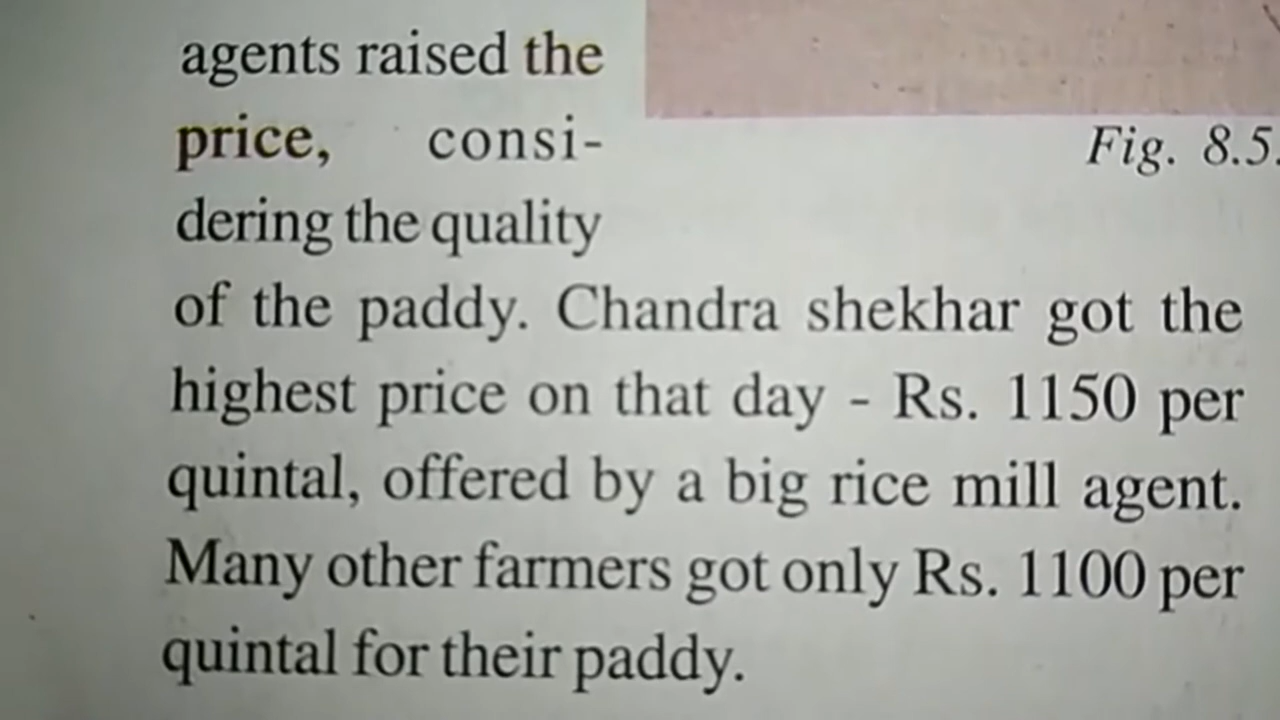 agents raised the
price, consi-
Fig. 8.5.
dering the quality
of the paddy. Chandra shekhar got the
highest price on that day - Rs. 1150 per
quintal, offered by a big rice mill agent.
Many other farmers got only Rs. 1100 per
quintal for their paddy.